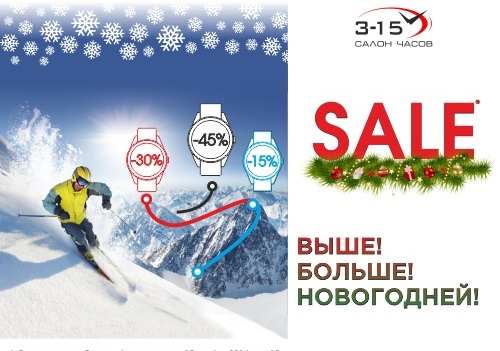 3-15
САЛОН ЧАСОВ
-45%
-30%
-15%
SALE*
ВЫШЕ!
БОЛЬШЕ!
НОВОГОДНЕЙ!